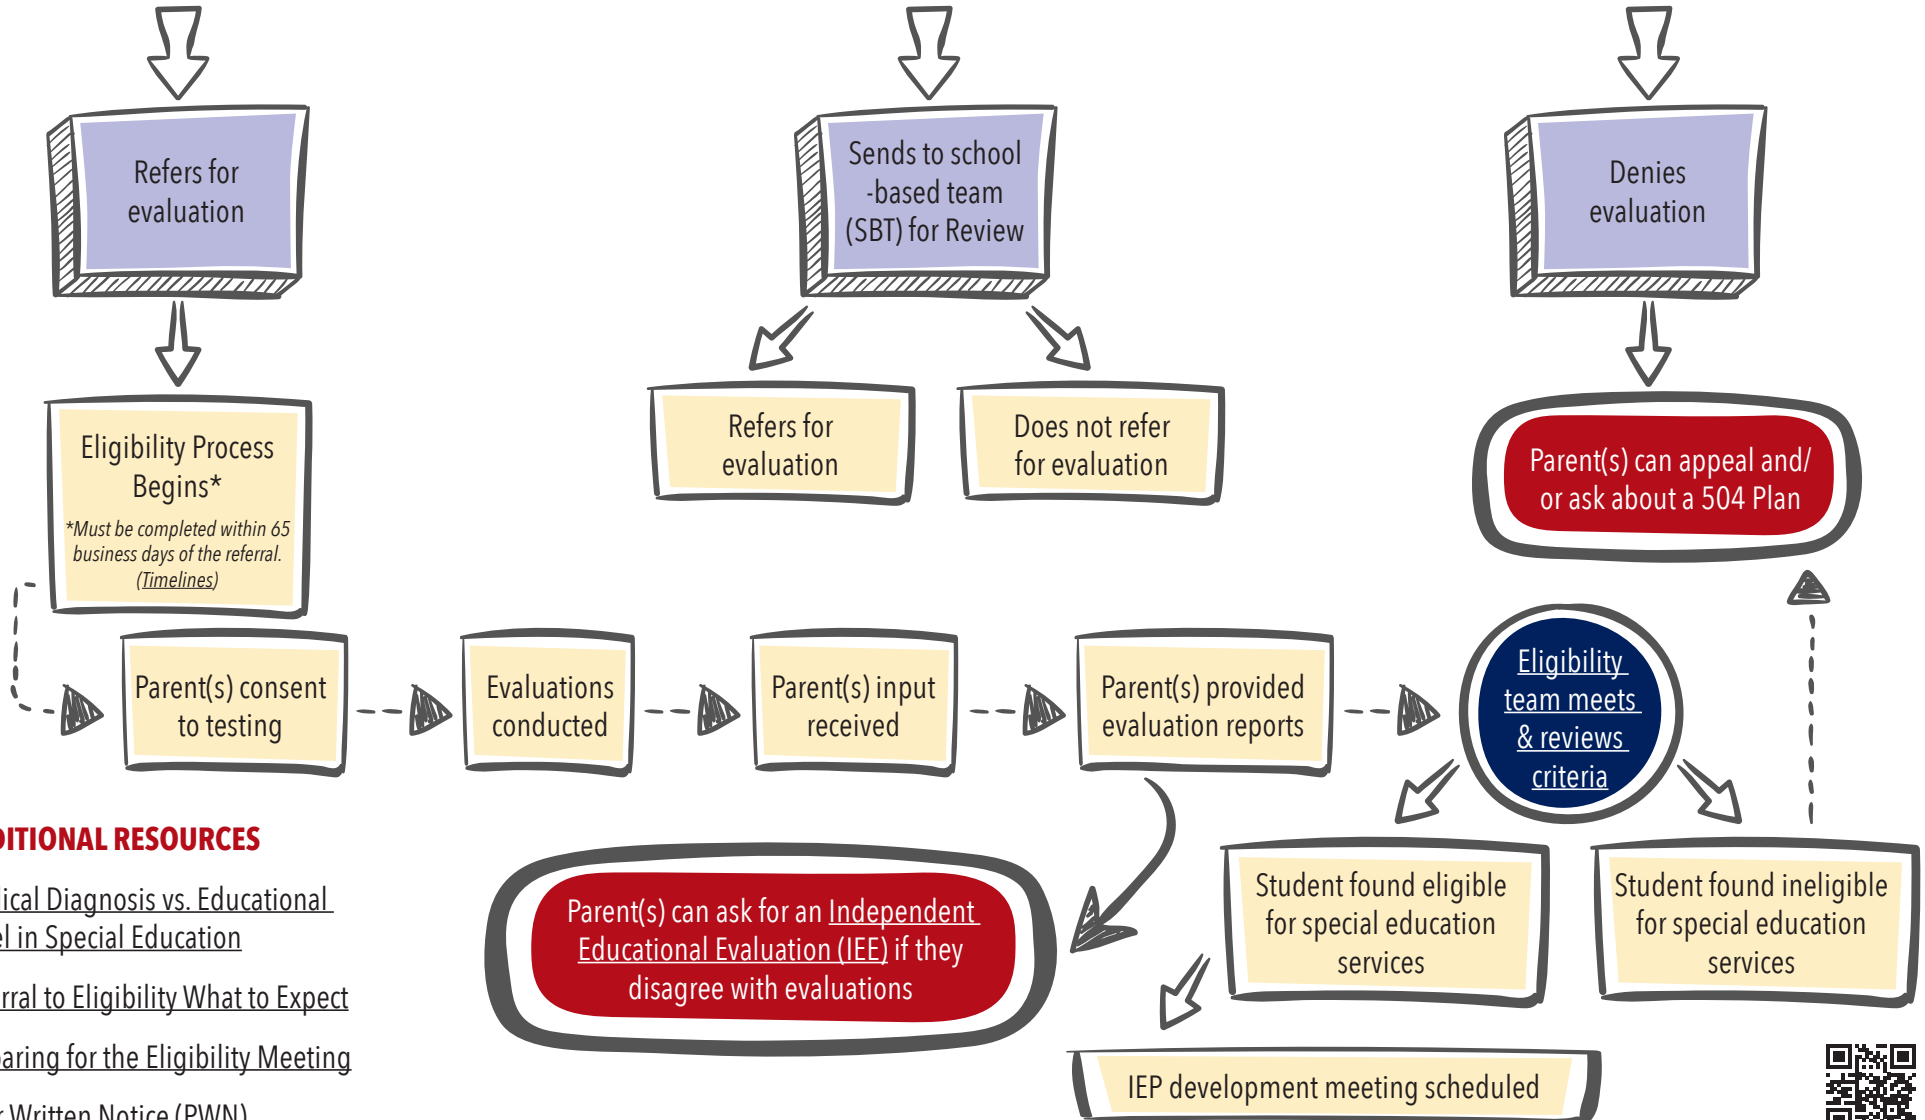 Refers for
evaluation
Sends to school
-based team
(SBT) for Review
Denies
evaluation
Eligibility Process
Begins*
*Must be completed within 65
business days of the referral.
(Timelines)
Refers for
evaluation
Does not refer
for evaluation
Parent(s) can appeal and/
or ask about a 504 Plan
Parent(s) consent
to testing
Evaluations
conducted
Parent(s) input
received
Parent(s) provided
evaluation reports
Eligibility
team meets
& reviews
criteria
Parent(s) can ask for an Independent
Educational Evaluation (IEE) if they
disagree with evaluations
Student found eligible
for special education
services
Student found ineligible
for special education
services
IEP development meeting scheduled
DITIONAL RESOURCES
lical Diagnosis vs. Educational
el in Special Education
rral to Eligibility What to Expect
aring for the Eligibility Meeting
r Written Notice (PWN)